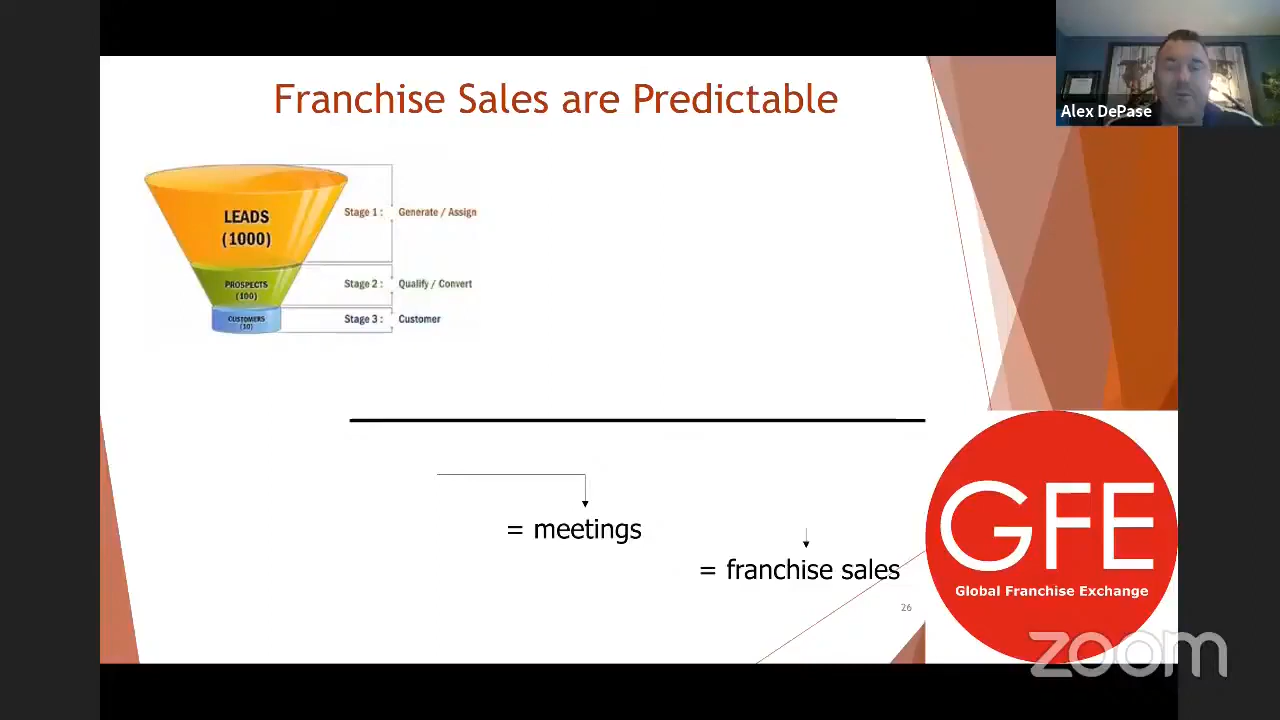 Franchise Sales are Predictable
Alex DePase
LEADS
(1000)
Stage 1 : Generate / Assign
PROSPECTS
(100)
Stage 2 : Qualify / Convert
CUSTOMERS
(10)
Stage 3 : Customer
= meetings
= franchise sales
26
GFE
Global Franchise Exchange
zoom